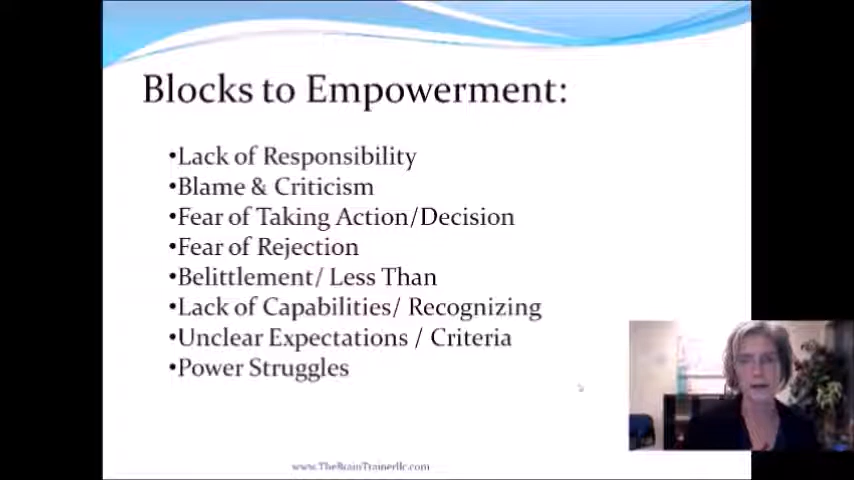 Blocks to Empowerment:
•Lack of Responsibility
•Blame & Criticism
•Fear of Taking Action/Decision
•Fear of Rejection
•Belittlement/ Less Than
•Lack of Capabilities/ Recognizing
•Unclear Expectations / Criteria
•Power Struggles
www.TheBrainTrainerllc.com